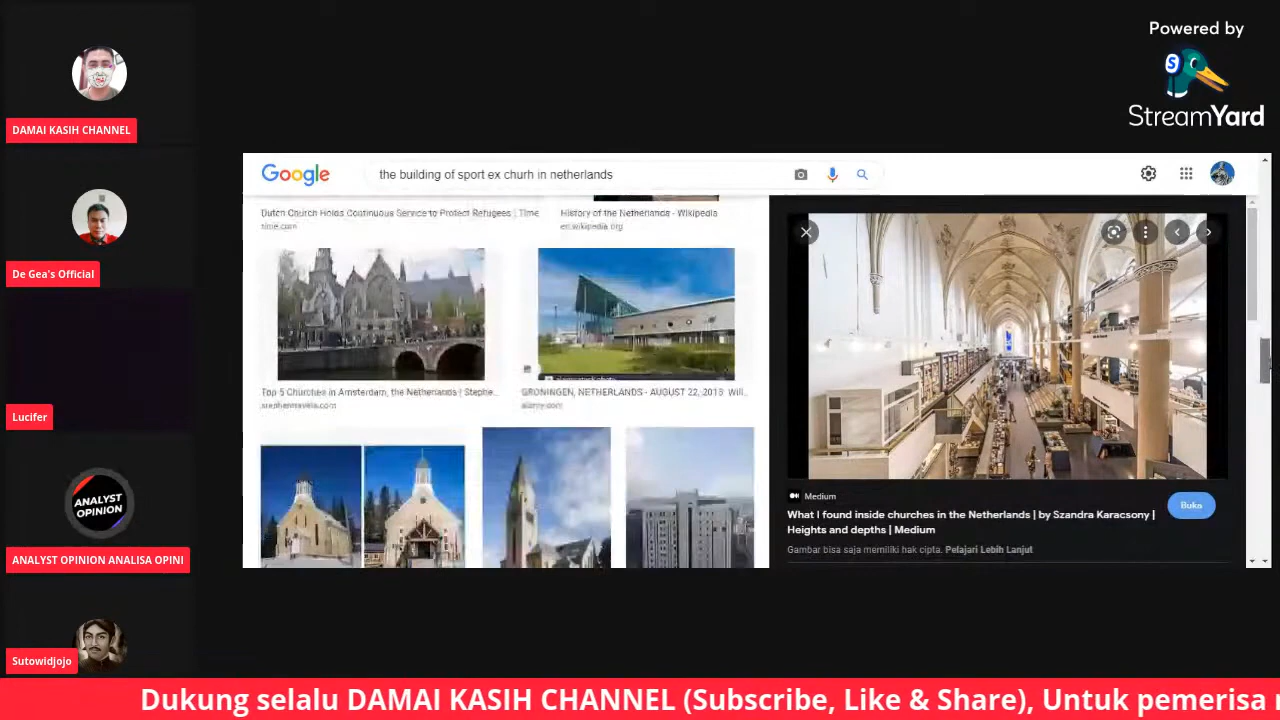 Powered by
StreamYard
DAMAI KASIH CHANNEL
De Gea's Official
Lucifer
ANALYST
OPINION
ANALYST OPINION ANALISA OPINI
Sutowidjojo
Google
the building of sport ex churh in netherlands
Dutch Church Holds Continuous Service to Protect Refugees | Time
time.com
History of the Netherlands - Wikipedia
en.wikipedia.org
Top 5 Churches in Amsterdam, the Netherlands | Stephe...
GRONINGEN, NETHERLANDS - AUGUST 22, 2018: Will...
alamy.com
Medium
Buka
What I found inside churches in the Netherlands | by Szandra Karacsony |
Heights and depths | Medium
Gambar bisa saja memiliki hak cipta. Pelajari Lebih Lanjut
Dukung selalu DAMAI KASIH CHANNEL (Subscribe, Like & Share), Untuk pemerisa